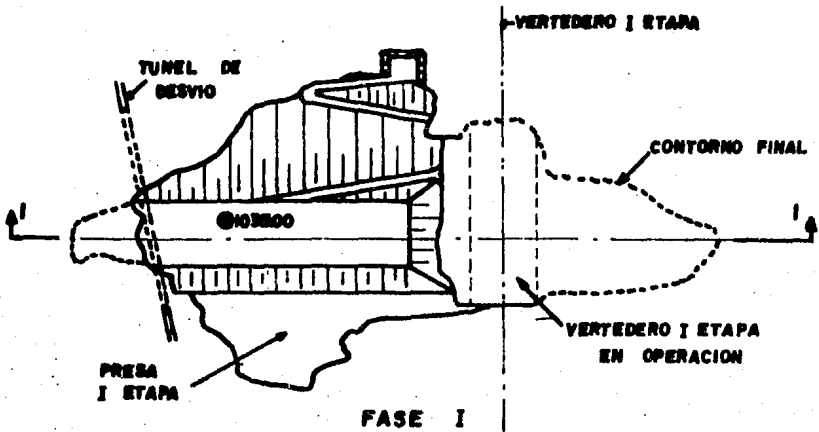 VERTEDERO I ETAPA
TUNEL DE
DESVIO
CONTORNO FINAL
I
I
VERTEDERO I ETAPA
EN OPERACION
PRESA
I ETAPA
FASE I